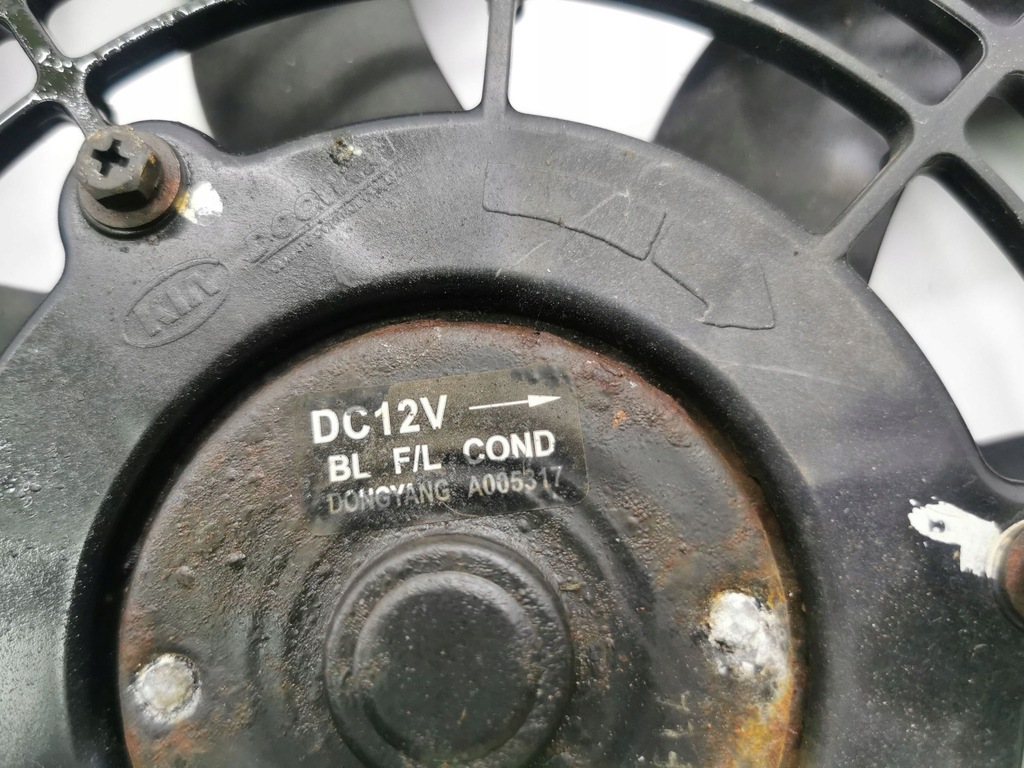 KIA
DC12V
BL F/L COND
DONGYANG A005317